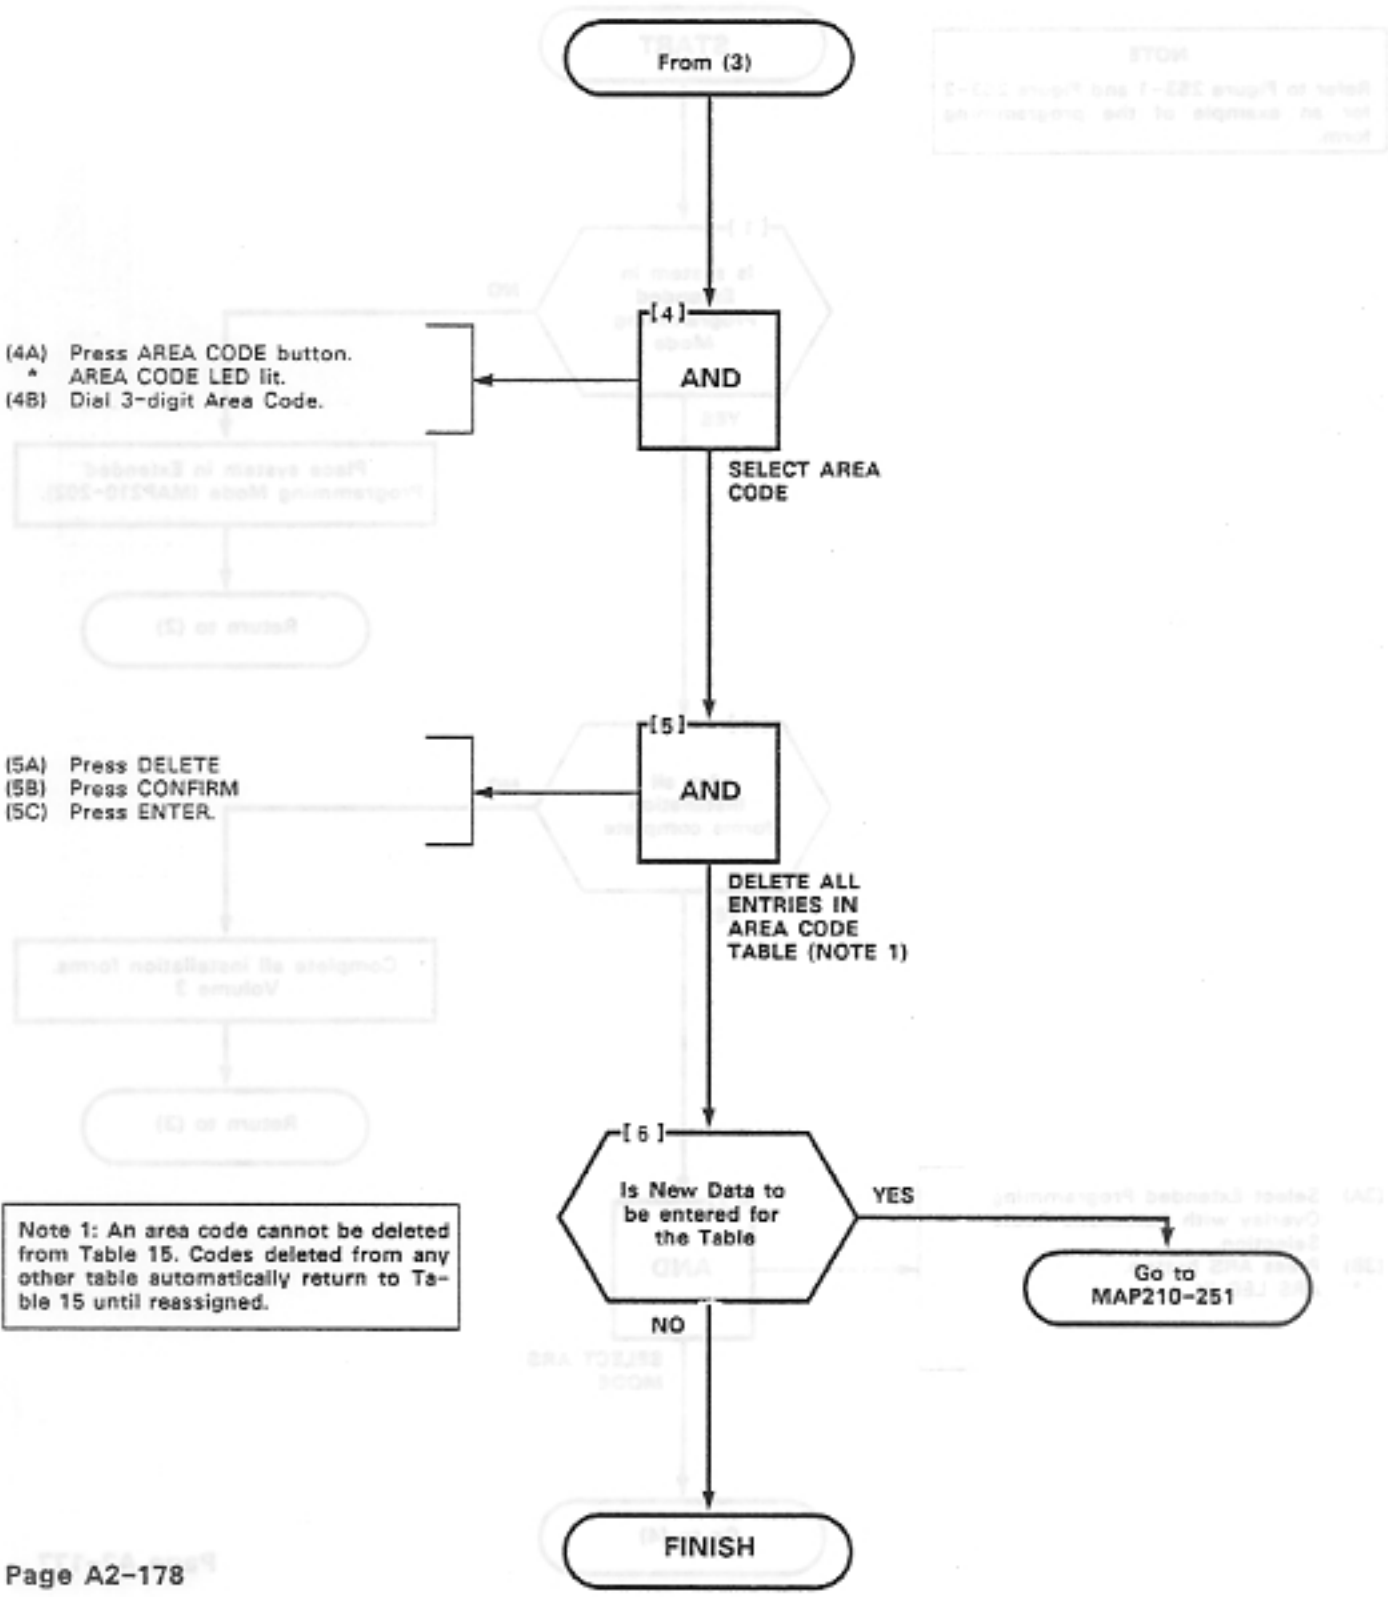 From (3)
[4]
(4A) Press AREA CODE button.
* AREA CODE LED lit.
(4B) Dial 3-digit Area Code.
AND
SELECT AREA
CODE
[5]
(5A) Press DELETE
(5B) Press CONFIRM
(5C) Press ENTER.
AND
DELETE ALL
ENTRIES IN
AREA CODE
TABLE (NOTE 1)
[6]
Is New Data to
be entered for
the Table
YES
Go to
MAP210-251
NO
Note 1: An area code cannot be deleted
from Table 15. Codes deleted from any
other table automatically return to Ta-
ble 15 until reassigned.
FINISH
Page A2-178